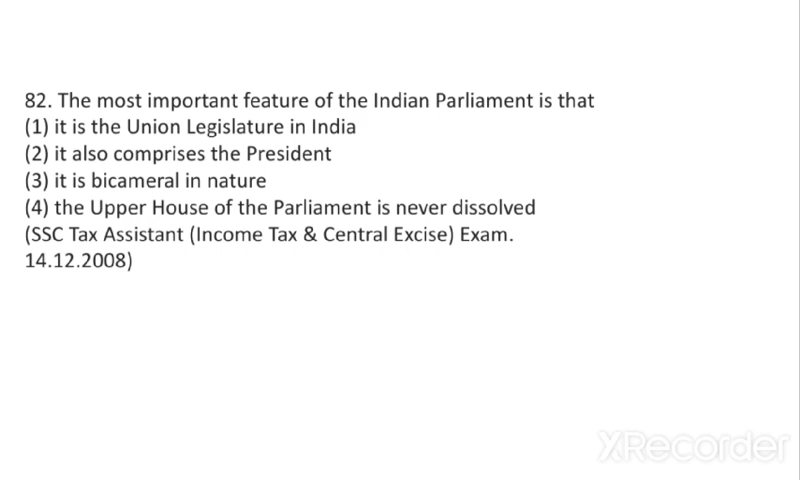 82. The most important feature of the Indian Parliament is that
(1) it is the Union Legislature in India
(2) it also comprises the President
(3) it is bicameral in nature
(4) the Upper House of the Parliament is never dissolved
(SSC Tax Assistant (Income Tax & Central Excise) Exam.
14.12.2008)
XRecorder